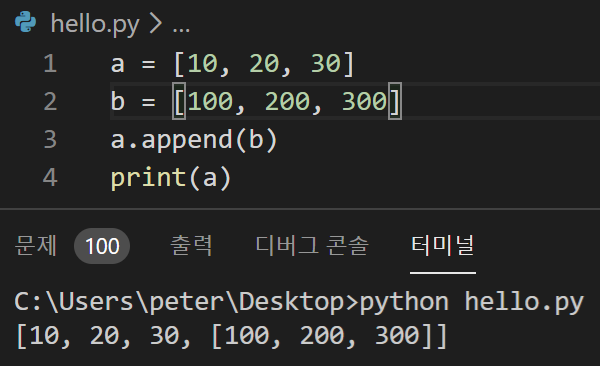 hello.py > ...
1 a = [10, 20, 30]
2 b = [100, 200, 300]
3 a.append(b)
4 print(a)
문제 100 출력 디버그 콘솔 터미널
C:\Users\peter\Desktop>python hello.py
[10, 20, 30, [100, 200, 300]]